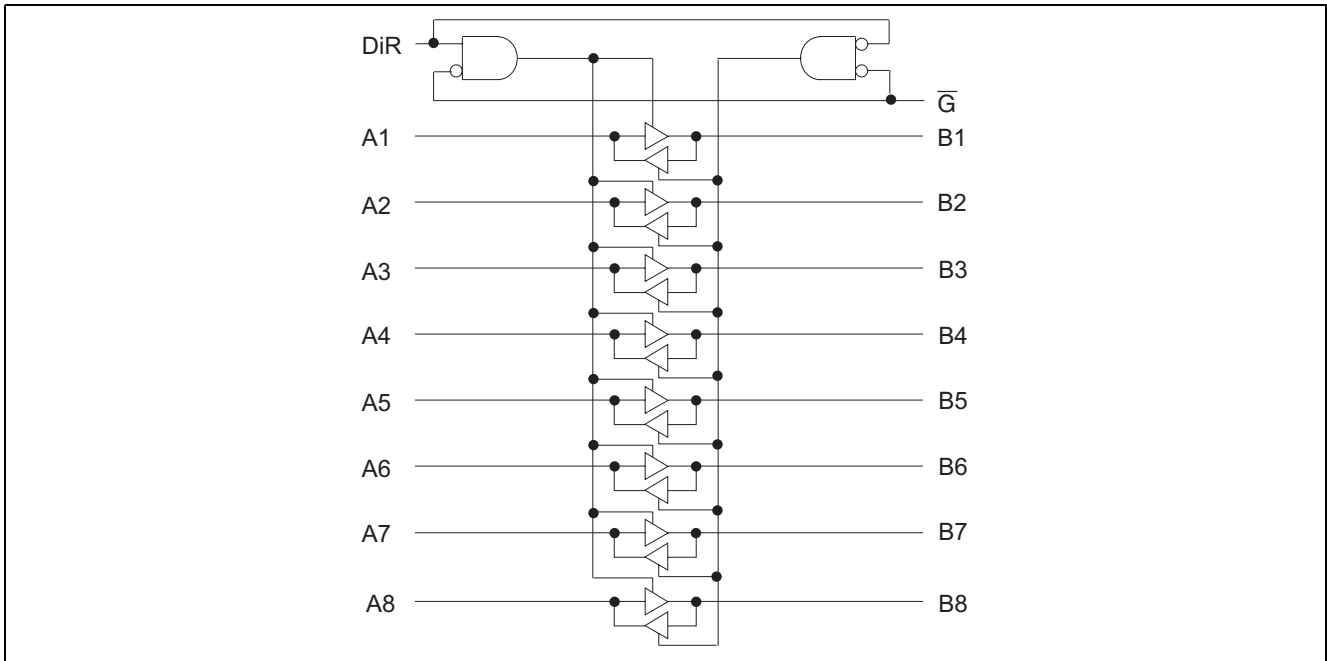 DiR
G̅
A1 B1
A2 B2
A3 B3
A4 B4
A5 B5
A6 B6
A7 B7
A8 B8